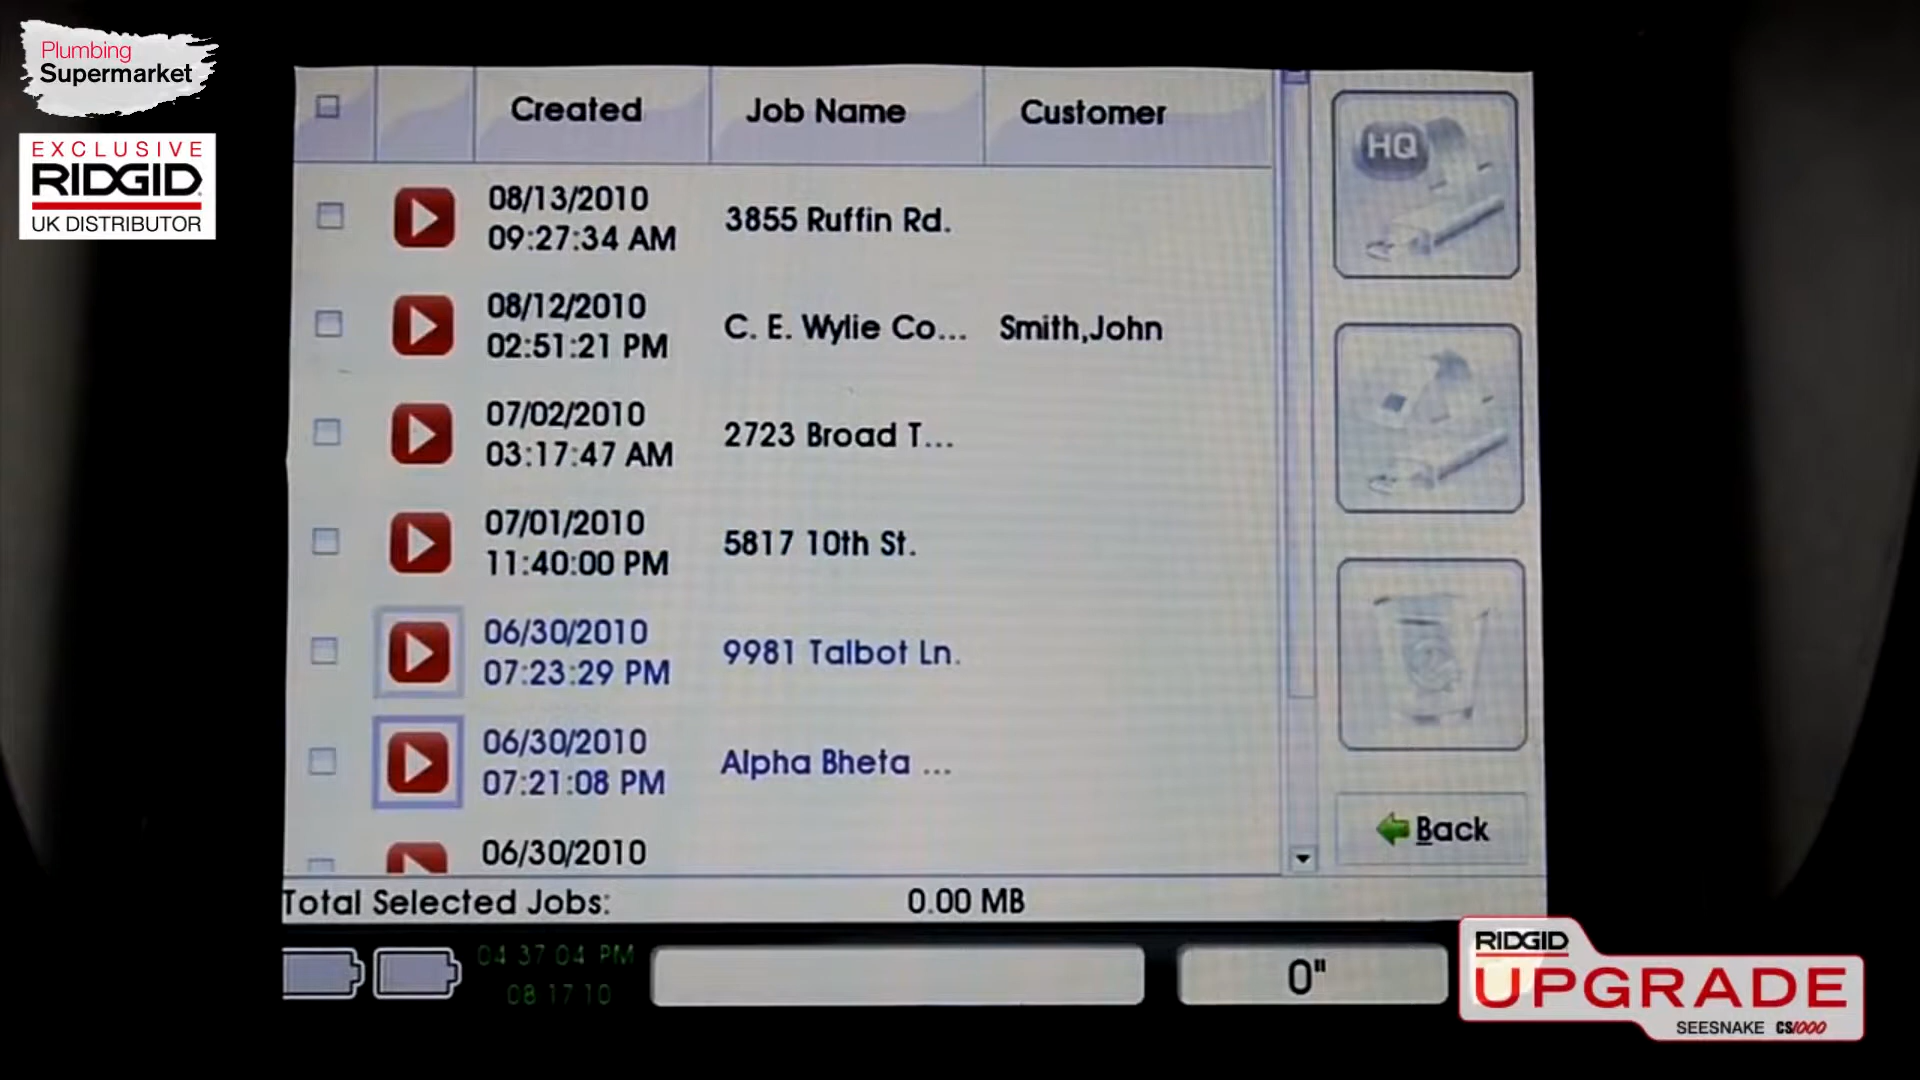 Plumbing
Supermarket
EXCLUSIVE
RIDGID
UK DISTRIBUTOR
Created Job Name Customer
08/13/2010
09:27:34 AM
3855 Ruffin Rd.
08/12/2010
02:51:21 PM
C. E. Wylie Co... Smith,John
07/02/2010
03:17:47 AM
2723 Broad T...
07/01/2010
11:40:00 PM
5817 10th St.
06/30/2010
07:23:29 PM
9981 Talbot Ln.
06/30/2010
07:21:08 PM
Alpha Bheta ...
06/30/2010
HQ
Back
Total Selected Jobs: 0.00 MB
04 37 04 PM
08 17 10
0"
RIDGID
UPGRADE
SEESNAKE CS1000